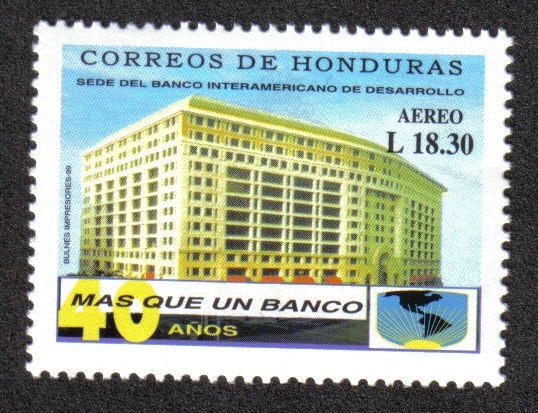 CORREOS DE HONDURAS
SEDE DEL BANCO INTERAMERICANO DE DESARROLLO
AEREO
L 18.30
BULNES IMPRESORES-99
MAS QUE UN BANCO
40 AÑOS